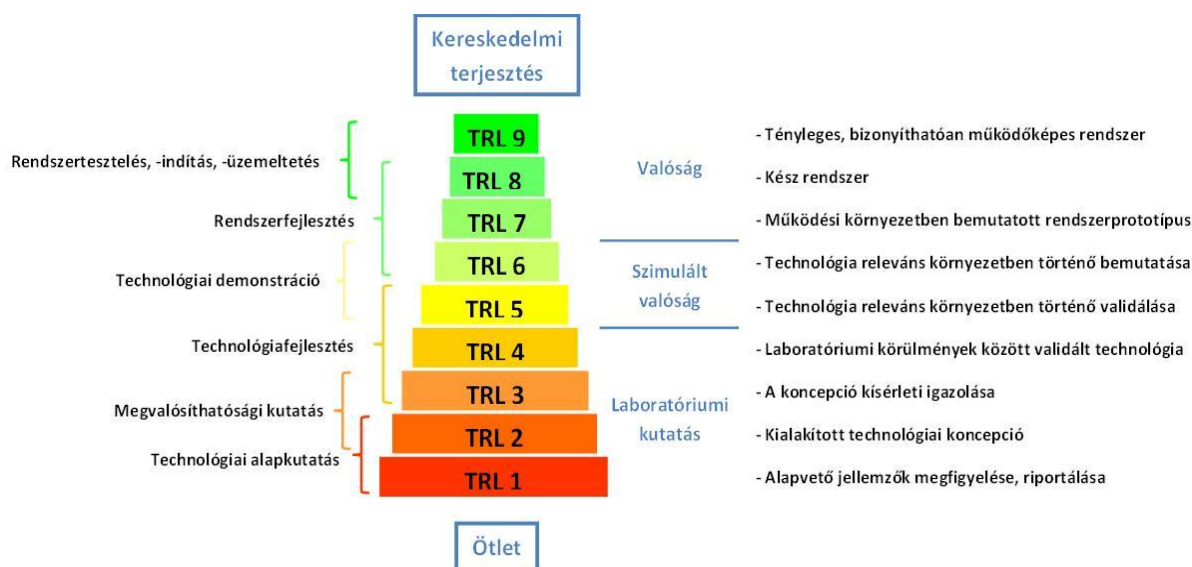 Kereskedelmi
terjesztés
TRL 9
TRL 8
TRL 7
TRL 6
TRL 5
TRL 4
TRL 3
TRL 2
TRL 1
Ötlet
Rendszertesztelés, -indítás, -üzemeltetés
Rendszerfejlesztés
Technológiai demonstráció
Technológiafejlesztés
Megvalósíthatósági kutatás
Technológiai alapkutatás
Valóság
Szimulált
valóság
Laboratóriumi
kutatás
- Tényleges, bizonyíthatóan működőképes rendszer
- Kész rendszer
- Működési környezetben bemutatott rendszerprototípus
- Technológia releváns környezetben történő bemutatása
- Technológia releváns környezetben történő validálása
- Laboratóriumi körülmények között validált technológia
- A koncepció kísérleti igazolása
- Kialakított technológiai koncepció
- Alapvető jellemzők megfigyelése, riportálása